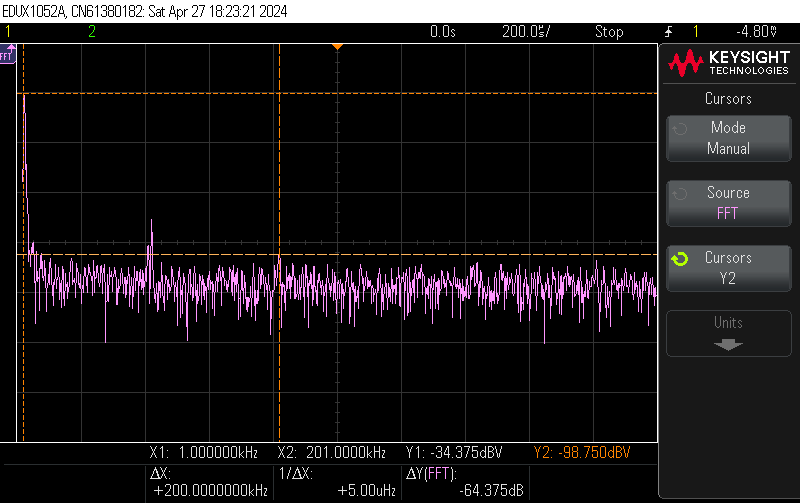 EDUX1052A, CN61380182: Sat Apr 27 18:23:21 2024
1 2 0.0s 200.0㎲/ Stop 1 -4.80V
FFT
KEYSIGHT
TECHNOLOGIES
Cursors
Mode
Manual
Source
FFT
Cursors
Y2
Units
X1: 1.000000kHz X2: 201.0000kHz Y1: -34.375dBV Y2: -98.750dBV
ΔX: 1/ΔX: ΔY(FFT):
+200.0000000kHz +5.00uHz -64.375dB